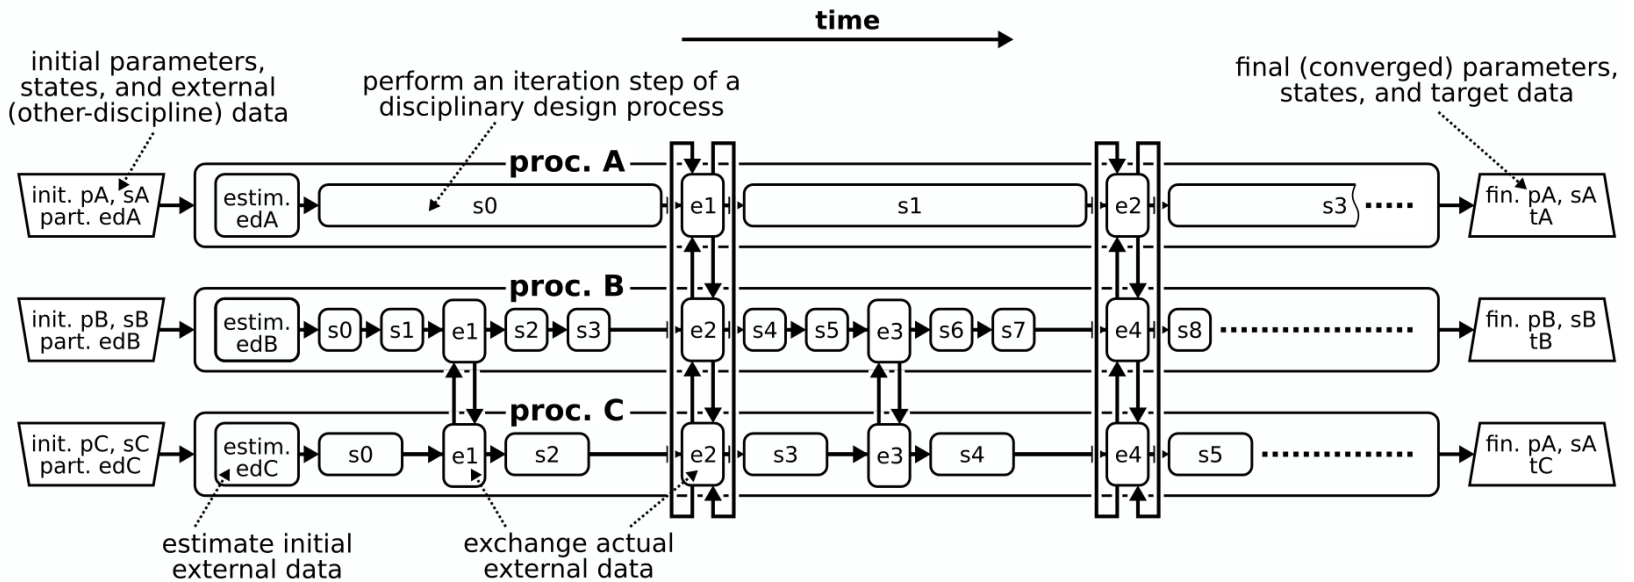 time
initial parameters,
states, and external
(other-discipline) data
perform an iteration step of a
disciplinary design process
final (converged) parameters,
states, and target data
proc. A
init. pA, sA
part. edA
estim.
edA
s0
e1
s1
e2
s3
fin. pA, sA
tA
proc. B
init. pB, sB
part. edB
estim.
edB
s0
s1
e1
s2
s3
e2
s4
s5
e3
s6
s7
e4
s8
fin. pB, sB
tB
proc. C
init. pC, sC
part. edC
estim.
edC
s0
e1
s2
e2
s3
e3
s4
e4
s5
fin. pA, sA
tC
estimate initial
external data
exchange actual
external data